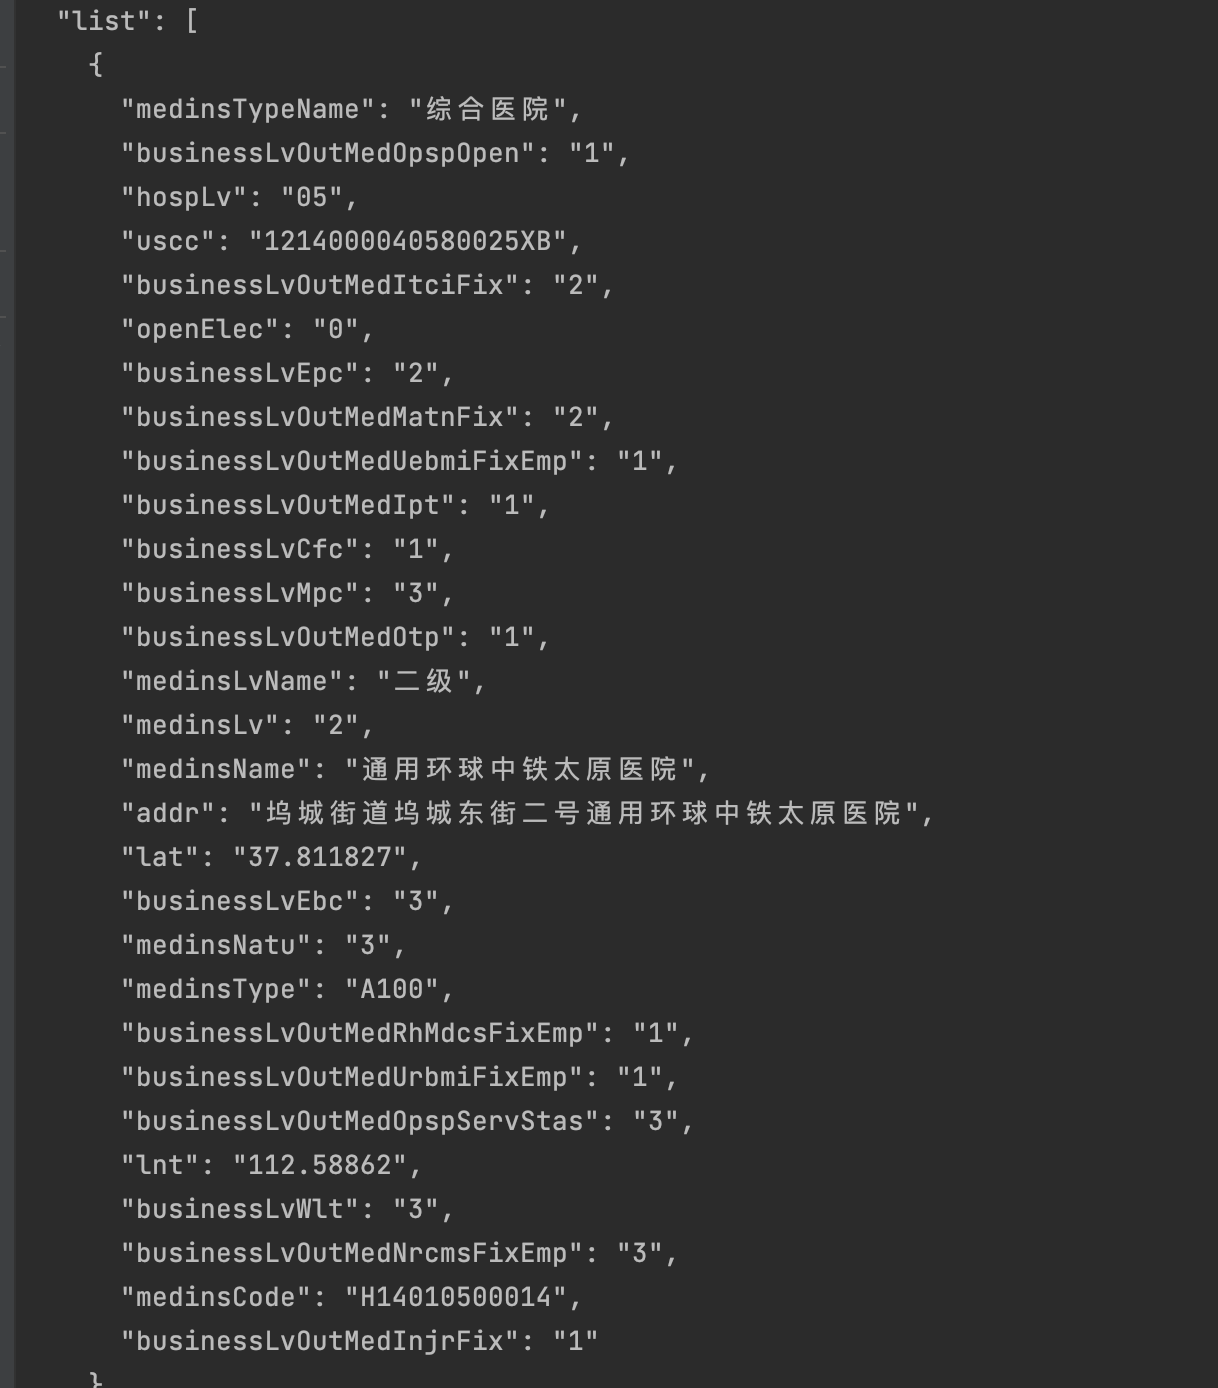 "list": [
{
"medinsTypeName": "综合医院",
"businessLvOutMedOpspOpen": "1",
"hospLv": "05",
"uscc": "1214000040580025XB",
"businessLvOutMedItciFix": "2",
"openElec": "0",
"businessLvEpc": "2",
"businessLvOutMedMatnFix": "2",
"businessLvOutMedUebmiFixEmp": "1",
"businessLvOutMedIpt": "1",
"businessLvCfc": "1",
"businessLvMpc": "3",
"businessLvOutMedOtp": "1",
"medinsLvName": "二级",
"medinsLv": "2",
"medinsName": "通用环球中铁太原医院",
"addr": "坞城街道坞城东街二号通用环球中铁太原医院",
"lat": "37.811827",
"businessLvEbc": "3",
"medinsNatu": "3",
"medinsType": "A100",
"businessLvOutMedRhMdcsFixEmp": "1",
"businessLvOutMedUrbmiFixEmp": "1",
"businessLvOutMedOpspServStas": "3",
"lnt": "112.58862",
"businessLvWlt": "3",
"businessLvOutMedNrcmsFixEmp": "3",
"medinsCode": "H14010500014",
"businessLvOutMedInjrFix": "1"
}